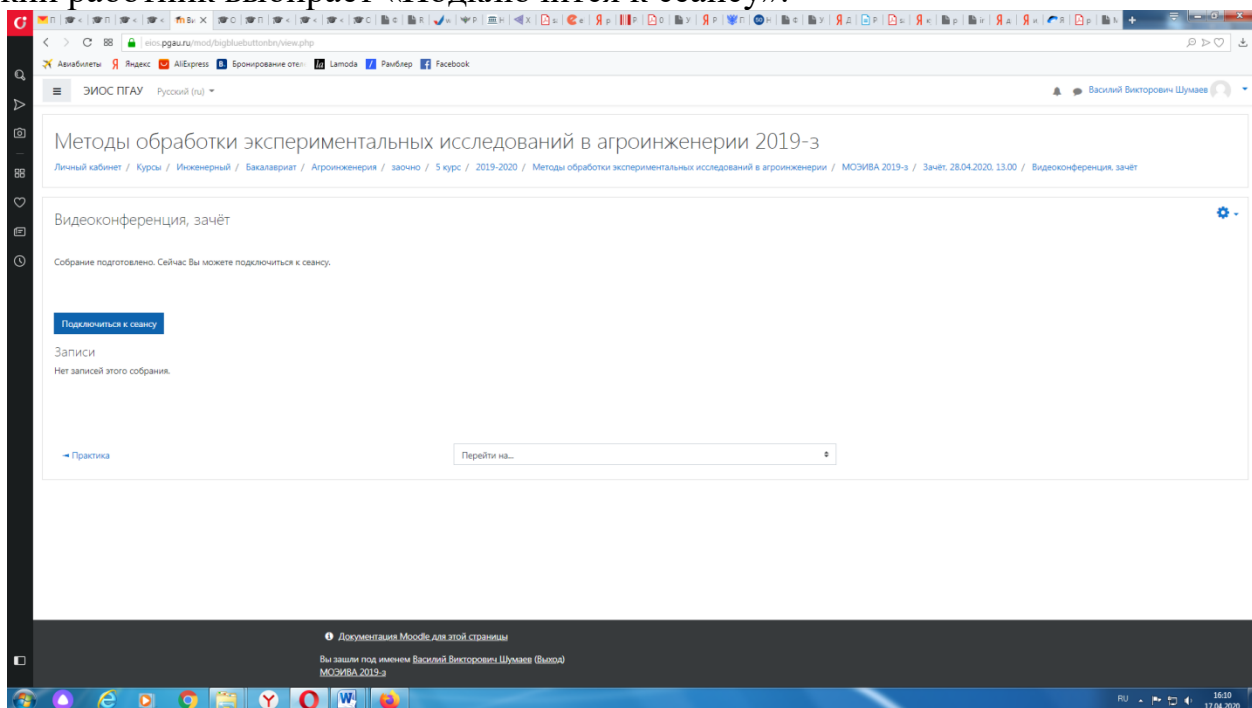 работник выбирает «Подключится к сеансу».
eios.pgau.ru/mod/bigbluebuttonbn/view.php
Авиабилеты Яндекс AliExpress Бронирование отел Lamoda Рамблер Facebook
ЭИОС ПГАУ Русский (ru) Василий Викторович Шумаев
Методы обработки экспериментальных исследований в агроинженерии 2019-з
Личный кабинет / Курсы / Инженерный / Бакалавриат / Агроинженерия / заочно / 5 курс / 2019-2020 / Методы обработки экспериментальных исследований в агроинженерии / МОЭИВА 2019-з / Зачёт, 28.04.2020, 13.00 / Видеоконференция, зачёт
Видеоконференция, зачёт
Собрание подготовлено. Сейчас Вы можете подключиться к сеансу.
Подключиться к сеансу
Записи
Нет записей этого собрания.
◄ Практика
Перейти на...
Документация Moodle для этой страницы
Вы зашли под именем Василий Викторович Шумаев (Выход)
МОЭИВА 2019-з
RU 16:10
17.04.2020